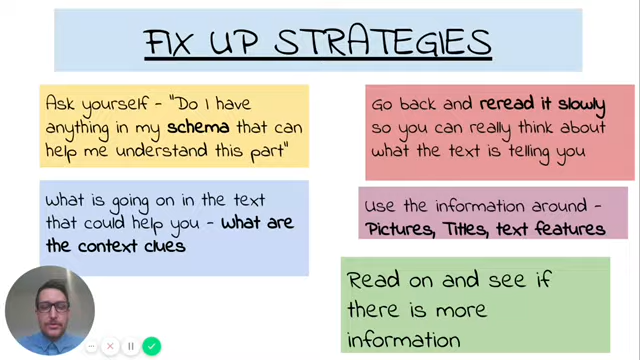 FIX UP STRATEGIES
Ask yourself - "Do I have
anything in my schema that can
help me understand this part"
What is going on in the text
that could help you - what are
the context clues
Go back and reread it slowly
so you can really think about
what the text is telling you
Use the information around -
Pictures, Titles, text features
Read on and see if
there is more
information